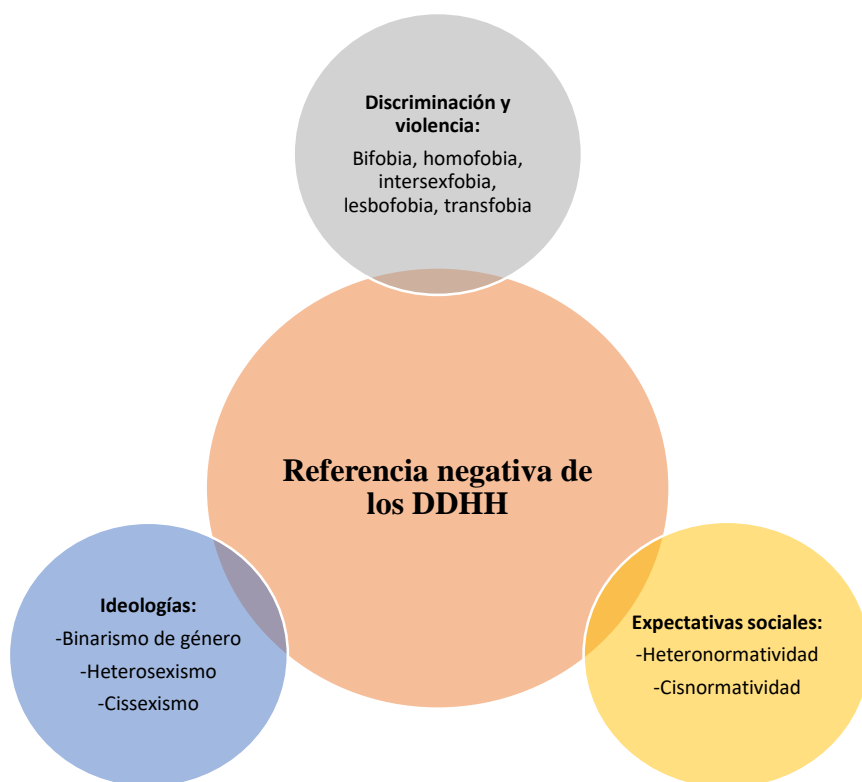 Discriminación y
violencia:
Bifobia, homofobia,
intersexfobia,
lesbofobia, transfobia
Referencia negativa de
los DDHH
Ideologías:
-Binarismo de género
-Heterosexismo
-Cissexismo
Expectativas sociales:
-Heteronormatividad
-Cisnormatividad